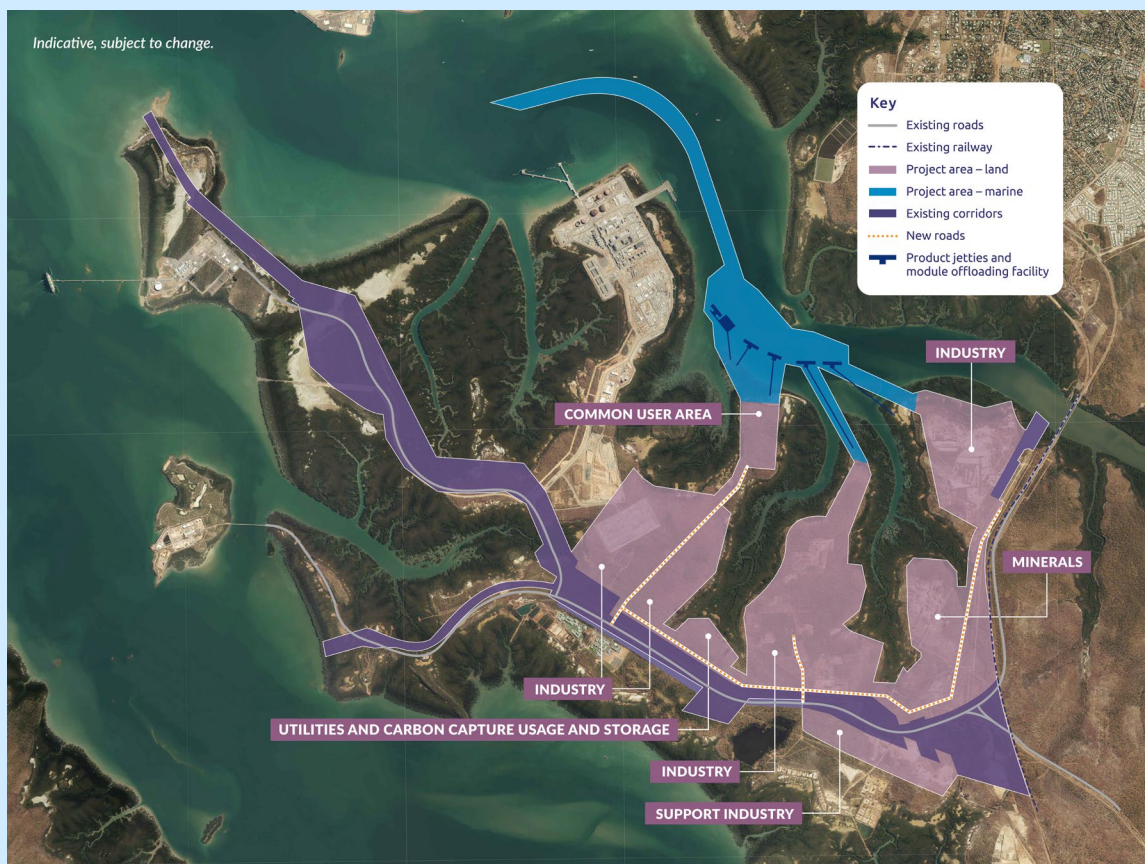 Indicative, subject to change.
Key
Existing roads
Existing railway
Project area – land
Project area – marine
Existing corridors
New roads
Product jetties and
module offloading facility
INDUSTRY
COMMON USER AREA
MINERALS
INDUSTRY
UTILITIES AND CARBON CAPTURE USAGE AND STORAGE
INDUSTRY
SUPPORT INDUSTRY